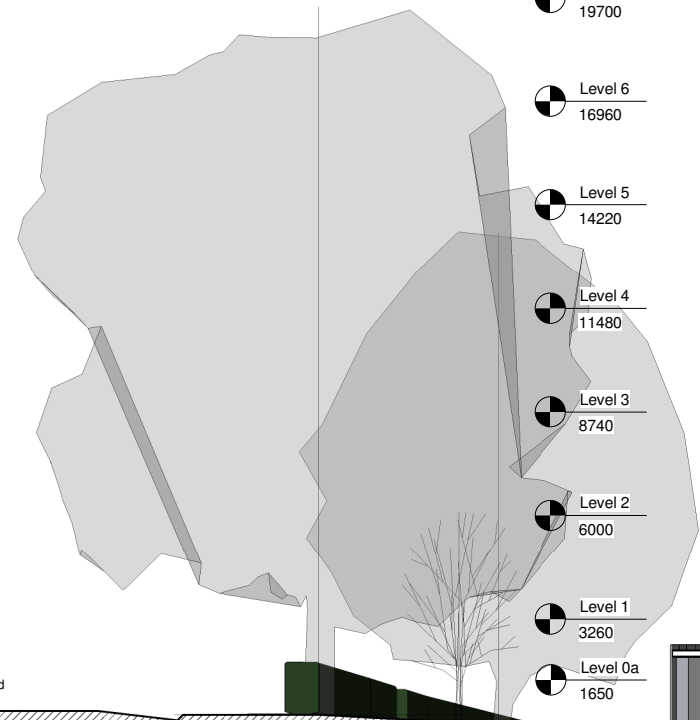 19700
Level 6
16960
Level 5
14220
Level 4
11480
Level 3
8740
Level 2
6000
Level 1
3260
Level 0a
1650
d